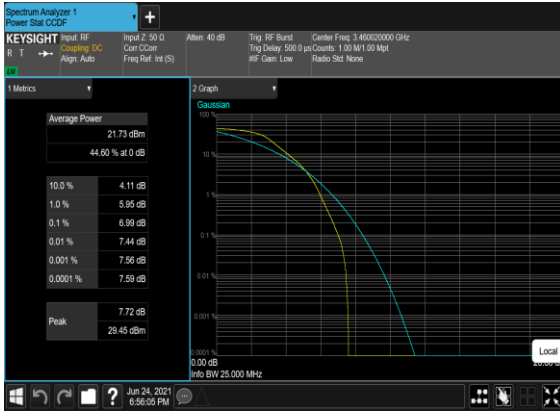 Spectrum Analyzer 1
Power Stat CCDF
+
KEYSIGHT Input: RF Input Z: 50 Ω Atten: 40 dB Trig: RF Burst Center Freq: 3.460020000 GHz
R T Coupling: DC Corr CCorr Trig Delay: 500.0 µs Counts: 1.00 M/1.00 Mpt
Align: Auto Freq Ref: Int (S) #IF Gain: Low Radio Std: None
1 Metrics
2 Graph
Gaussian
Average Power
21.73 dBm
44.60 % at 0 dB
10.0 % 4.11 dB
1.0 % 5.95 dB
0.1 % 6.99 dB
0.01 % 7.44 dB
0.001 % 7.56 dB
0.0001 % 7.59 dB
Peak
7.72 dB
29.45 dBm
100 %
10 %
1 %
0.1 %
0.01 %
0.001 %
0.0001 %
0.00 dB
Info BW 25.000 MHz
Local
?
Jun 24, 2021
6:56:05 PM